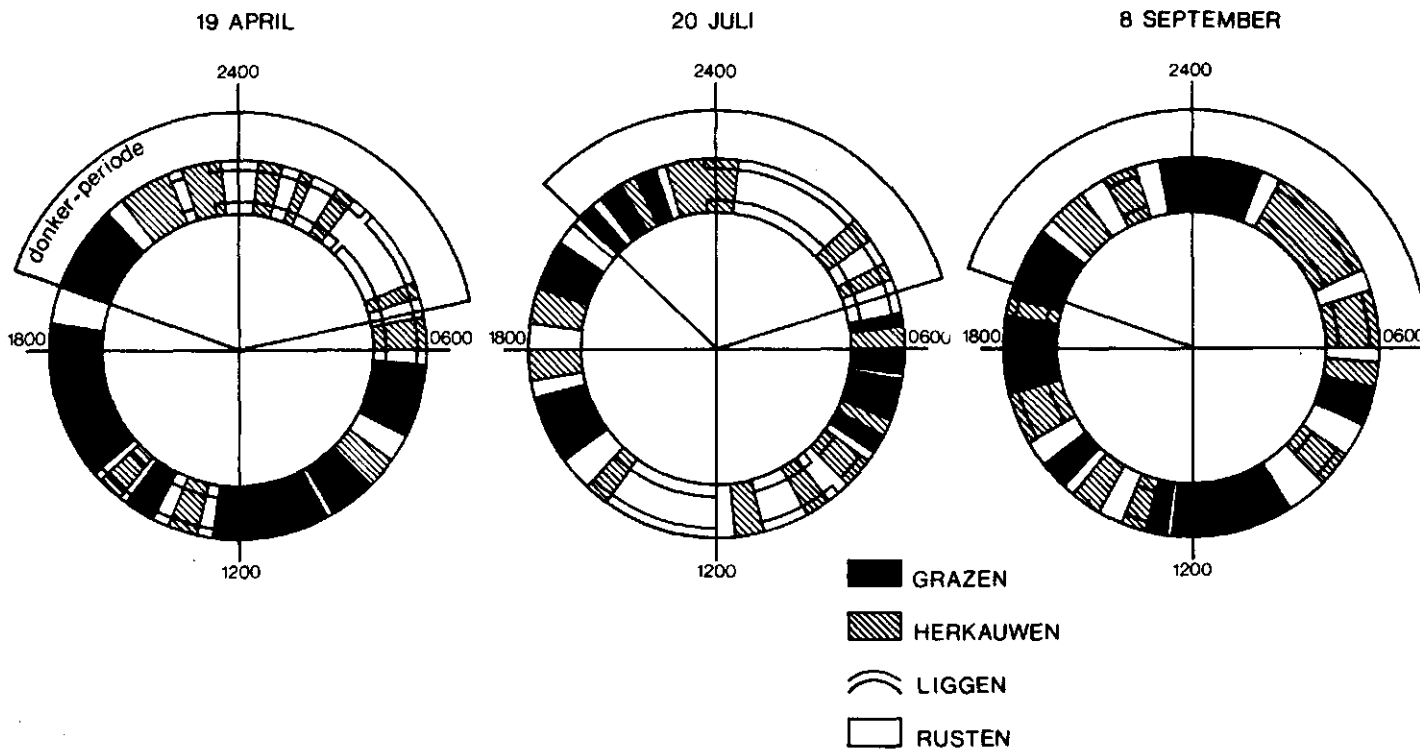 19 APRIL
2400
donker-periode
1800
0600
1200
20 JULI
2400
1800
0600
1200
8 SEPTEMBER
2400
1800
0600
1200
GRAZEN
HERKAUWEN
LIGGEN
RUSTEN